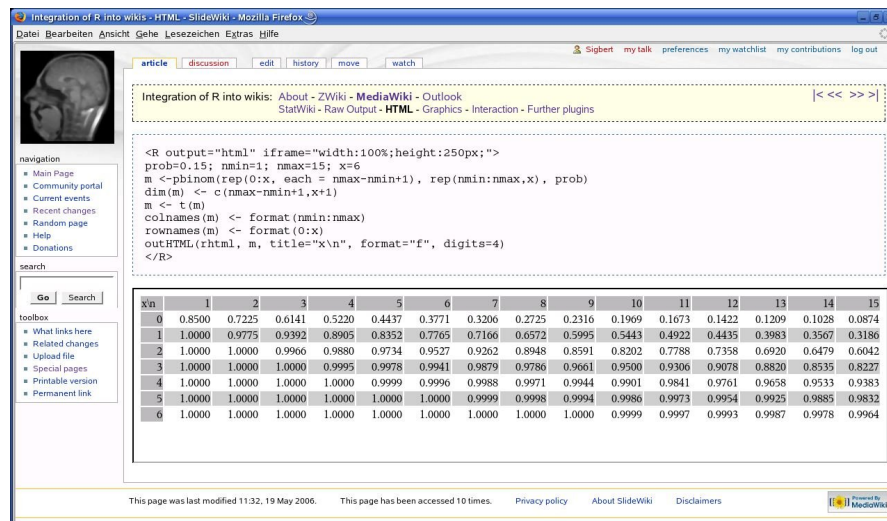 Integration of R into wikis - HTML - SlideWiki - Mozilla Firefox
Datei Bearbeiten Ansicht Gehe Lesezeichen Extras Hilfe
Sigbert my talk preferences my watchlist my contributions log out
article discussion edit history move watch
Integration of R into wikis: About - ZWiki - MediaWiki - Outlook |< << >> >|
StatWiki - Raw Output - HTML - Graphics - Interaction - Further plugins
navigation
Main Page
Community portal
Current events
Recent changes
Random page
Help
Donations
search
Go Search
toolbox
What links here
Related changes
Upload file
Special pages
Printable version
Permanent link
<R output="html" iframe="width:100%;height:250px;">
prob=0.15; nmin=1; nmax=15; x=6
m <-pbinom(rep(0:x, each = nmax-nmin+1), rep(nmin:nmax,x), prob)
dim(m) <- c(nmax-nmin+1,x+1)
m <- t(m)
colnames(m) <- format(nmin:nmax)
rownames(m) <- format(0:x)
outHTML(rhtml, m, title="x\n", format="f", digits=4)
</R>
x\n 1 2 3 4 5 6 7 8 9 10 11 12 13 14 15
0 0.8500 0.7225 0.6141 0.5220 0.4437 0.3771 0.3206 0.2725 0.2316 0.1969 0.1673 0.1422 0.1209 0.1028 0.0874
1 1.0000 0.9775 0.9392 0.8905 0.8352 0.7765 0.7166 0.6572 0.5995 0.5443 0.4922 0.4435 0.3983 0.3567 0.3186
2 1.0000 1.0000 0.9966 0.9880 0.9734 0.9527 0.9262 0.8948 0.8591 0.8202 0.7788 0.7358 0.6920 0.6479 0.6042
3 1.0000 1.0000 1.0000 0.9995 0.9978 0.9941 0.9879 0.9786 0.9661 0.9500 0.9306 0.9078 0.8820 0.8535 0.8227
4 1.0000 1.0000 1.0000 1.0000 0.9999 0.9996 0.9988 0.9971 0.9944 0.9901 0.9841 0.9761 0.9658 0.9533 0.9383
5 1.0000 1.0000 1.0000 1.0000 1.0000 1.0000 0.9999 0.9998 0.9994 0.9986 0.9973 0.9954 0.9925 0.9885 0.9832
6 1.0000 1.0000 1.0000 1.0000 1.0000 1.0000 1.0000 1.0000 1.0000 0.9999 0.9997 0.9993 0.9987 0.9978 0.9964
This page was last modified 11:32, 19 May 2006. This page has been accessed 10 times. Privacy policy About SlideWiki Disclaimers
Powered By
MediaWiki